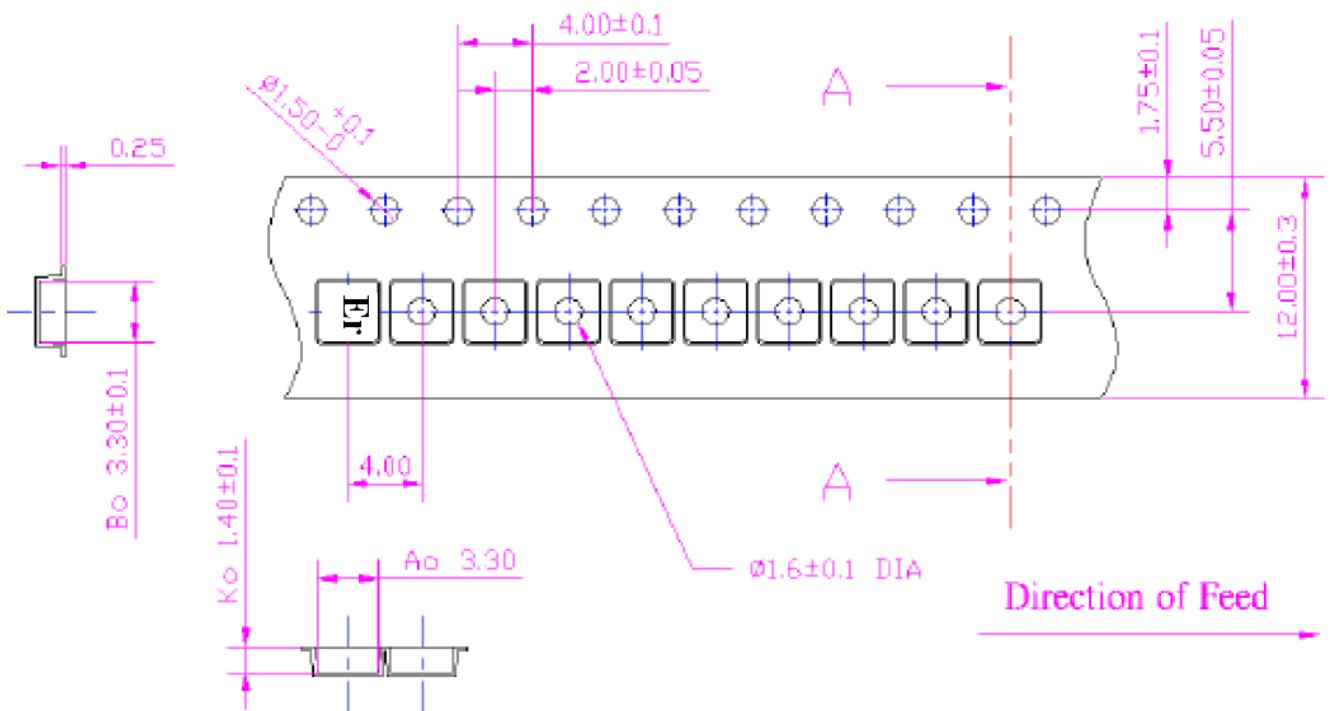 4.00±0.1
2.00±0.05
A
Ø1.50 +0.1 -0
1.75±0.1
5.50±0.05
0.25
12.00±0.3
Er
Bo 3.30±0.1
4.00
A
Ko 1.40±0.1
Ao 3.30
Ø1.6±0.1 DIA
Direction of Feed